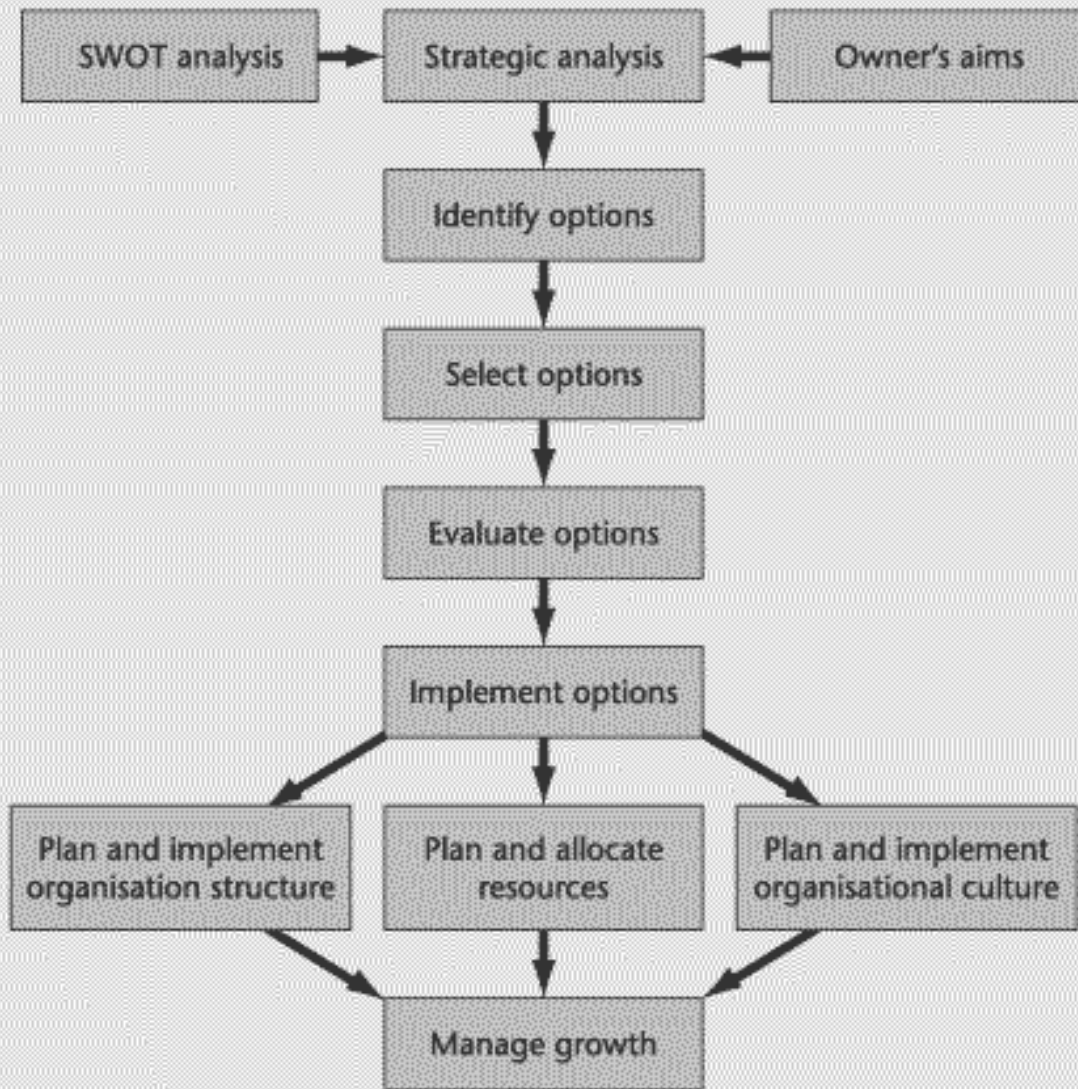 SWOT analysis
Strategic analysis
Owner's aims
Identify options
Select options
Evaluate options
Implement options
Plan and implement
organisation structure
Plan and allocate
resources
Plan and implement
organisational culture
Manage growth